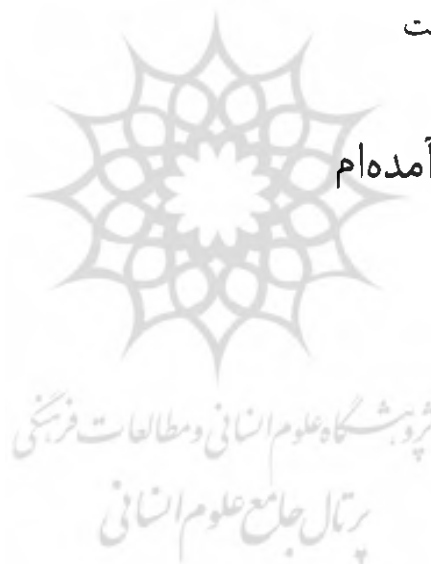 آمده‌ام
پژوهشگاه علوم انسانی و مطالعات فرهنگی
پرتال جامع علوم انسانی